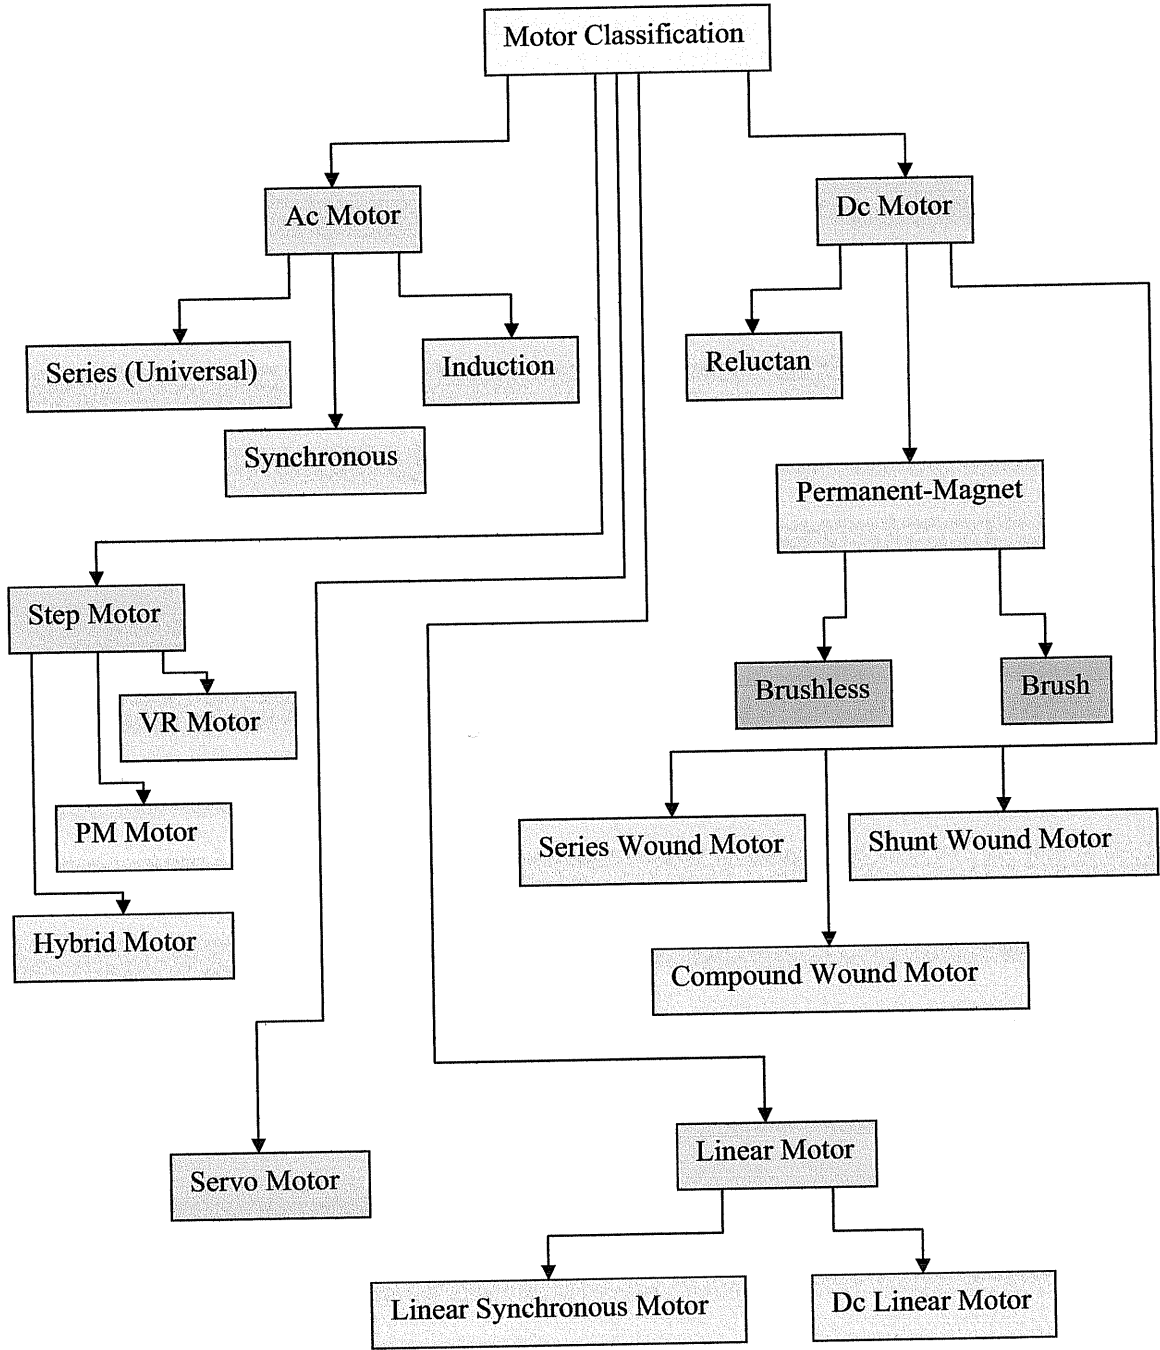 Motor Classification
Ac Motor
Dc Motor
Series (Universal)
Induction
Reluctan
Synchronous
Permanent-Magnet
Step Motor
Brushless
Brush
VR Motor
PM Motor
Series Wound Motor
Shunt Wound Motor
Hybrid Motor
Compound Wound Motor
Linear Motor
Servo Motor
Linear Synchronous Motor
Dc Linear Motor